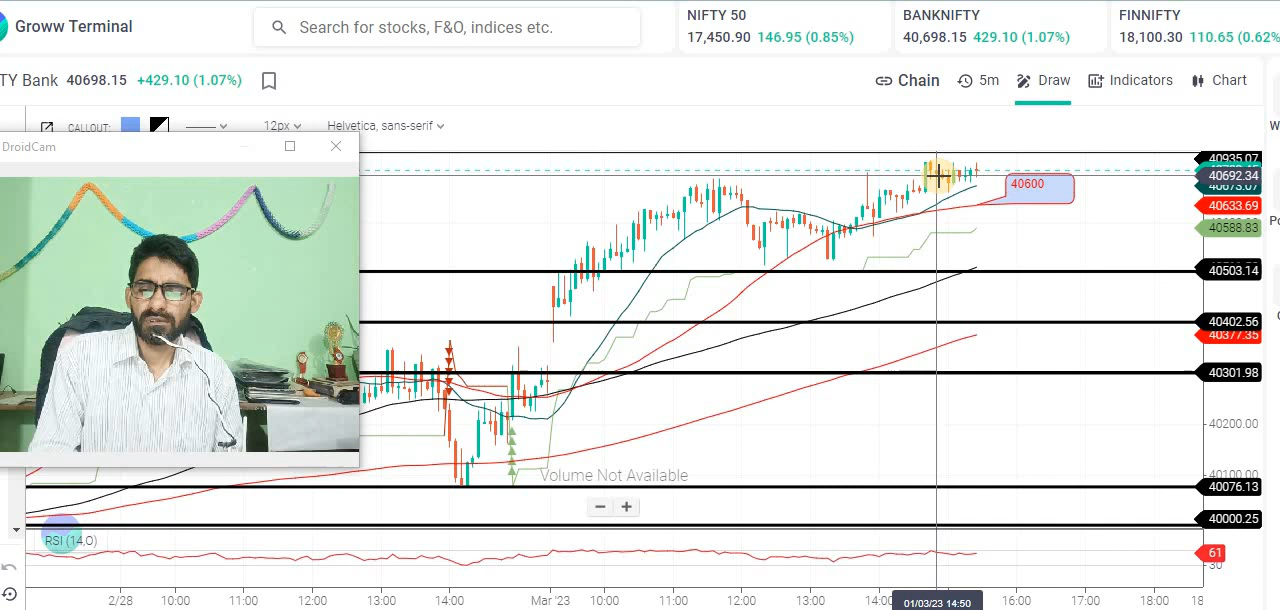 Groww Terminal
Search for stocks, F&O, indices etc.
NIFTY 50
17,450.90 146.95 (0.85%)
BANKNIFTY
40,698.15 429.10 (1.07%)
FINNIFTY
18,100.30 110.65 (0.62%
TY Bank 40698.15 +429.10 (1.07%)
Chain
5m
Draw
Indicators
Chart
CALLOUT:
12px
Helvetica, sans-serif
DroidCam
40600
40935.07
40692.34
40673.07
40633.69
40588.83
40503.14
40402.56
40377.35
40301.98
40200.00
40100.00
40076.13
40000.25
Volume Not Available
RSI (14,0)
61
30
2/28 10:00 11:00 12:00 13:00 14:00 Mar '23 10:00 11:00 12:00 13:00 14:00 01/03/23 14:50 16:00 17:00 18:00 18